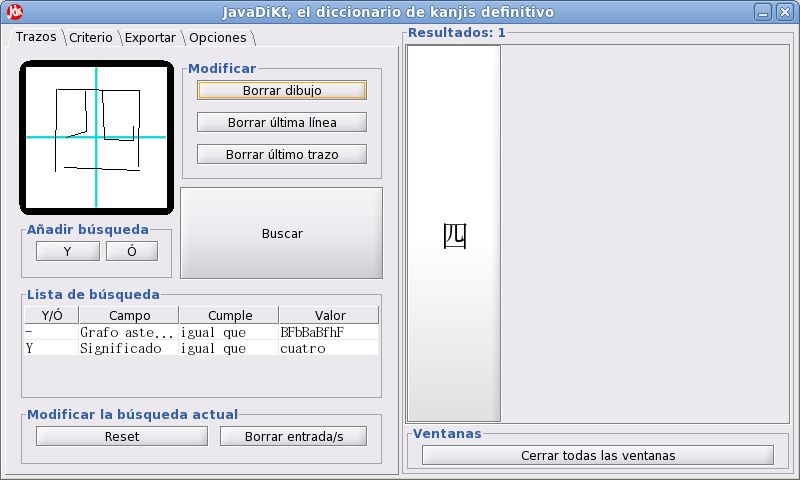 JavaDiKt, el diccionario de kanjis definitivo
Trazos Criterio Exportar Opciones
Modificar
Borrar dibujo
Borrar última línea
Borrar último trazo
Añadir búsqueda
Y Ó
Buscar
Lista de búsqueda
Y/Ó Campo Cumple Valor
- Grafo aste... igual que BFbBaBfhF
Y Significado igual que cuatro
Modificar la búsqueda actual
Reset Borrar entrada/s
Resultados: 1
四
Ventanas
Cerrar todas las ventanas